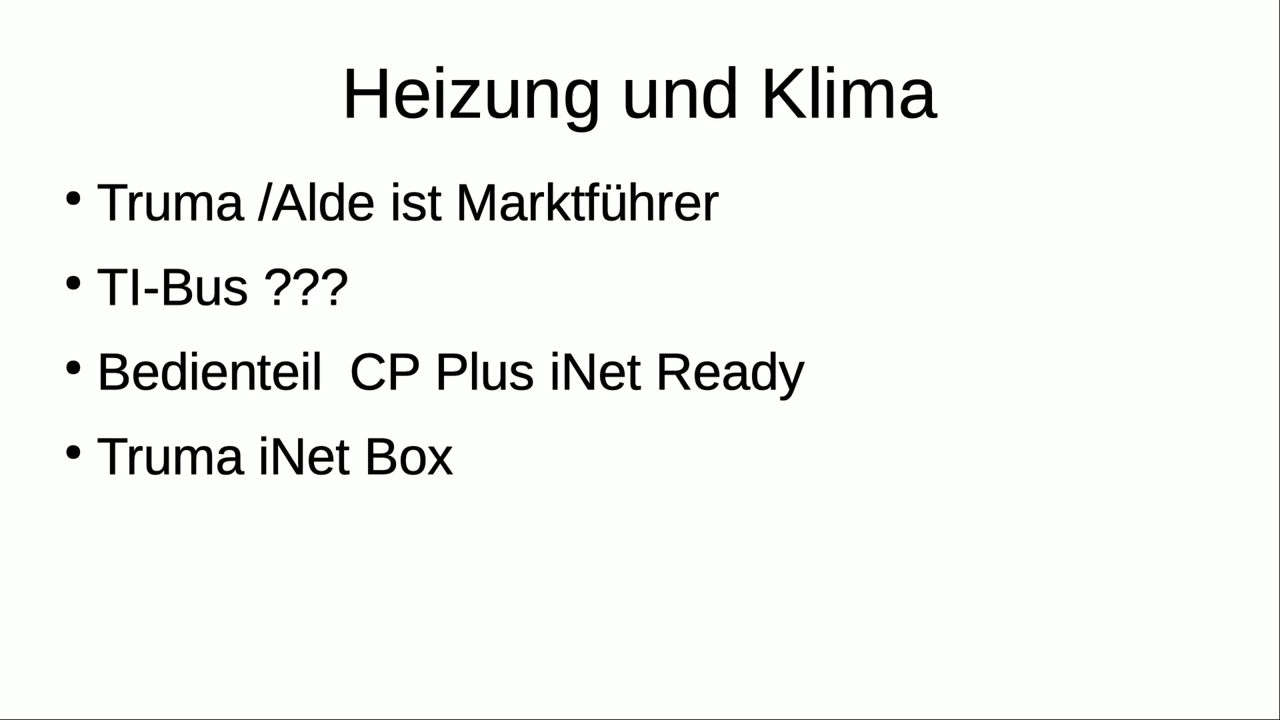 Heizung und Klima
• Truma /Alde ist Marktführer
• TI-Bus ???
• Bedienteil  CP Plus iNet Ready
• Truma iNet Box